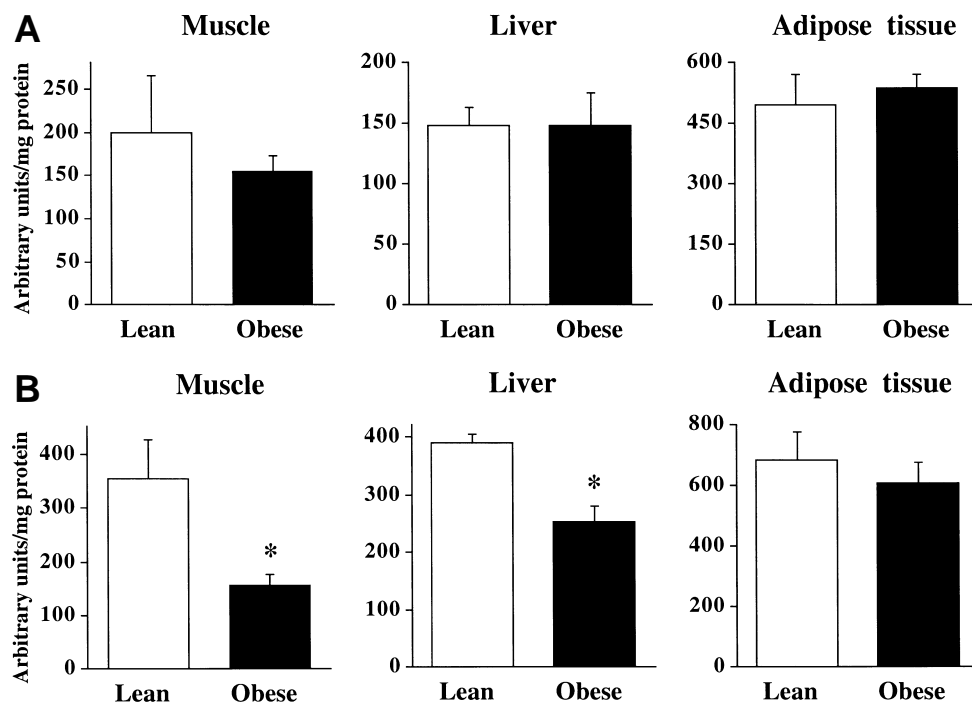 A
Muscle
Liver
Adipose tissue
Arbitrary units/mg protein
250
200
150
100
50
0
Lean
Obese
200
150
100
50
0
Lean
Obese
600
450
300
150
0
Lean
Obese
B
Muscle
Liver
Adipose tissue
Arbitrary units/mg protein
400
300
200
100
0
*
Lean
Obese
400
300
200
100
0
*
Lean
Obese
800
600
400
200
0
Lean
Obese